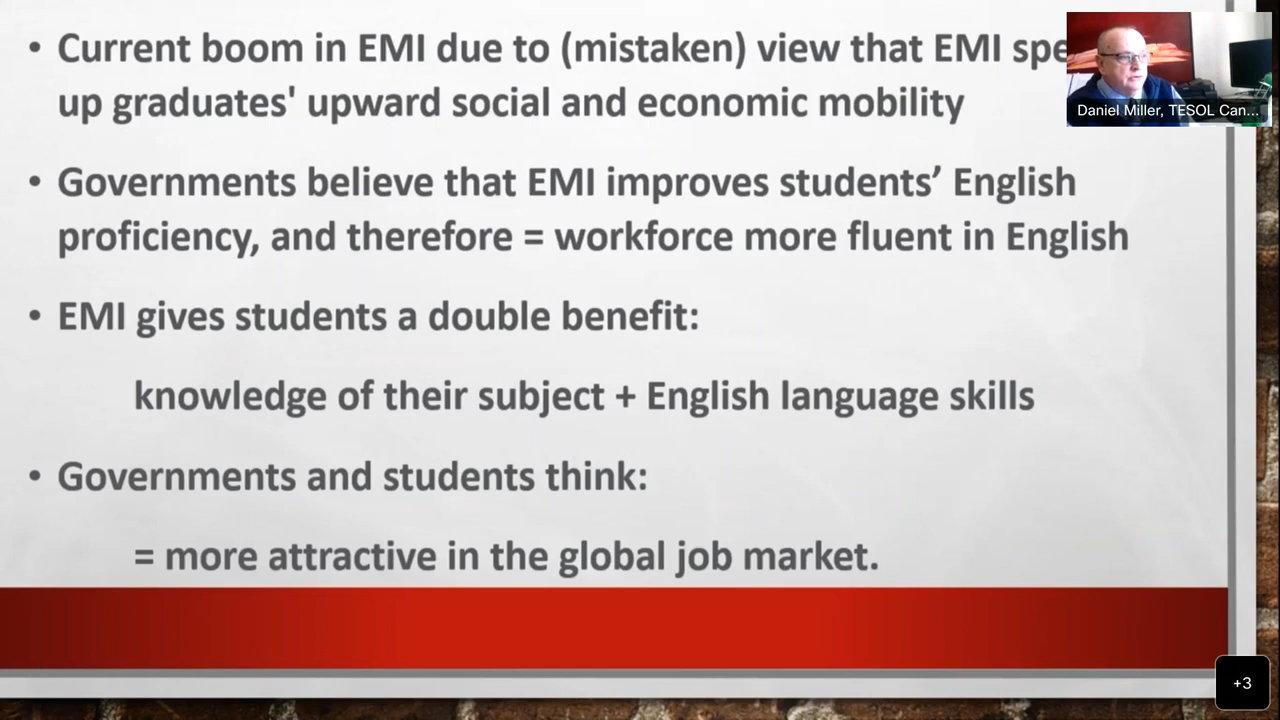 • Current boom in EMI due to (mistaken) view that EMI
up graduates' upward social and economic mobility
• Governments believe that EMI improves students’ English
proficiency, and therefore = workforce more fluent in English
• EMI gives students a double benefit:
knowledge of their subject + English language skills
• Governments and students think:
= more attractive in the global job market.
Daniel Miller, TESOL Can...
+3